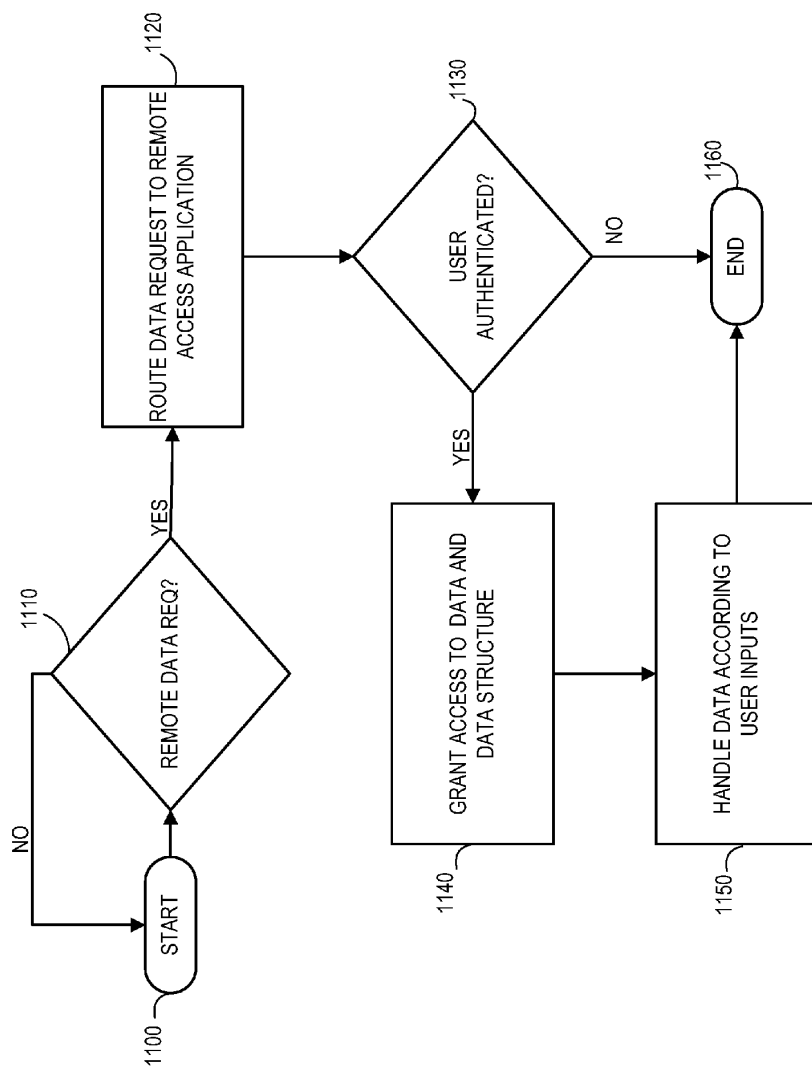 1100
START
NO
1110
REMOTE DATA REQ?
YES
1120
ROUTE DATA REQUEST TO REMOTE
ACCESS APPLICATION
1130
USER
AUTHENTICATED?
YES
NO
1140
GRANT ACCESS TO DATA AND
DATA STRUCTURE
1150
HANDLE DATA ACCORDING TO
USER INPUTS
1160
END